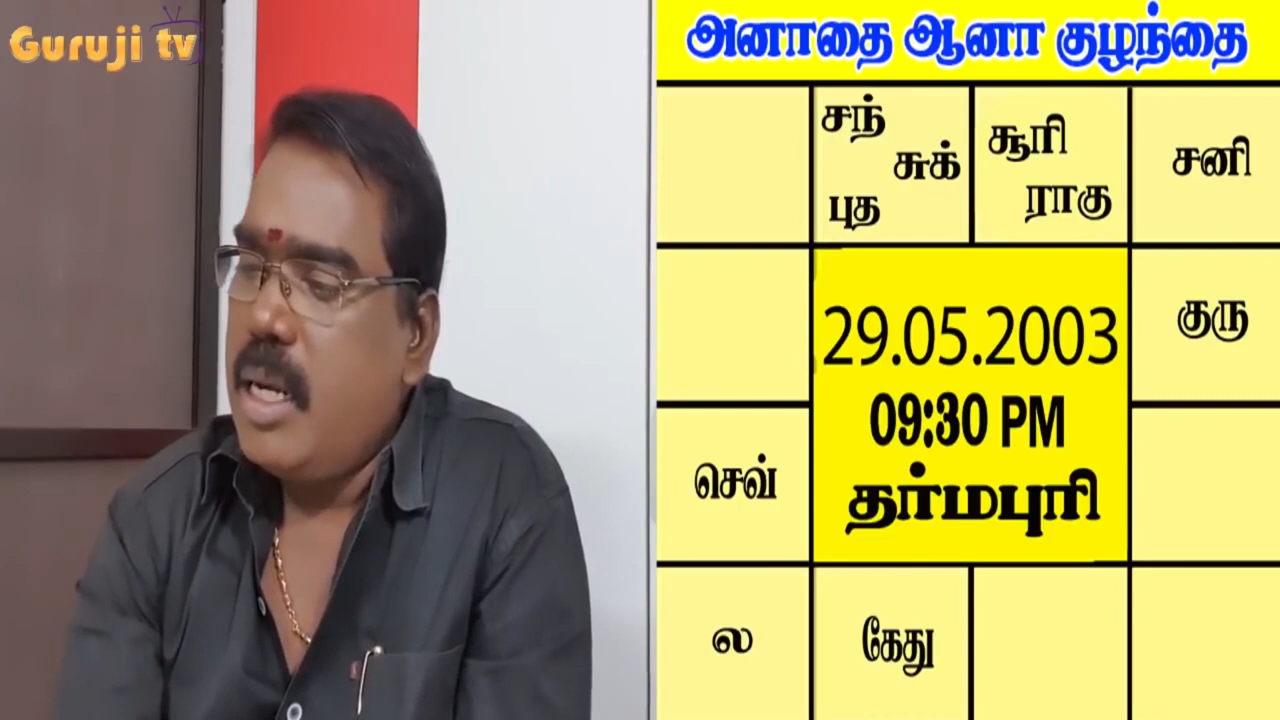 Guruji tv
அனாதை ஆனா குழந்தை
சந்
சுக்
புத
சூரி
ராகு
சனி
குரு
29.05.2003
09:30 PM
தர்மபுரி
செவ்
ல
கேது